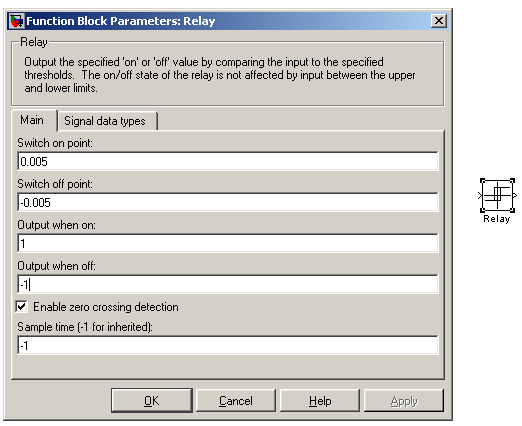 Function Block Parameters: Relay
Relay
Output the specified 'on' or 'off' value by comparing the input to the specified
thresholds. The on/off state of the relay is not affected by input between the upper
and lower limits.
Main
Signal data types
Switch on point:
0.005
Switch off point:
-0.005
Output when on:
1
Output when off:
-1
Enable zero crossing detection
Sample time (-1 for inherited):
-1
OK
Cancel
Help
Apply
Relay